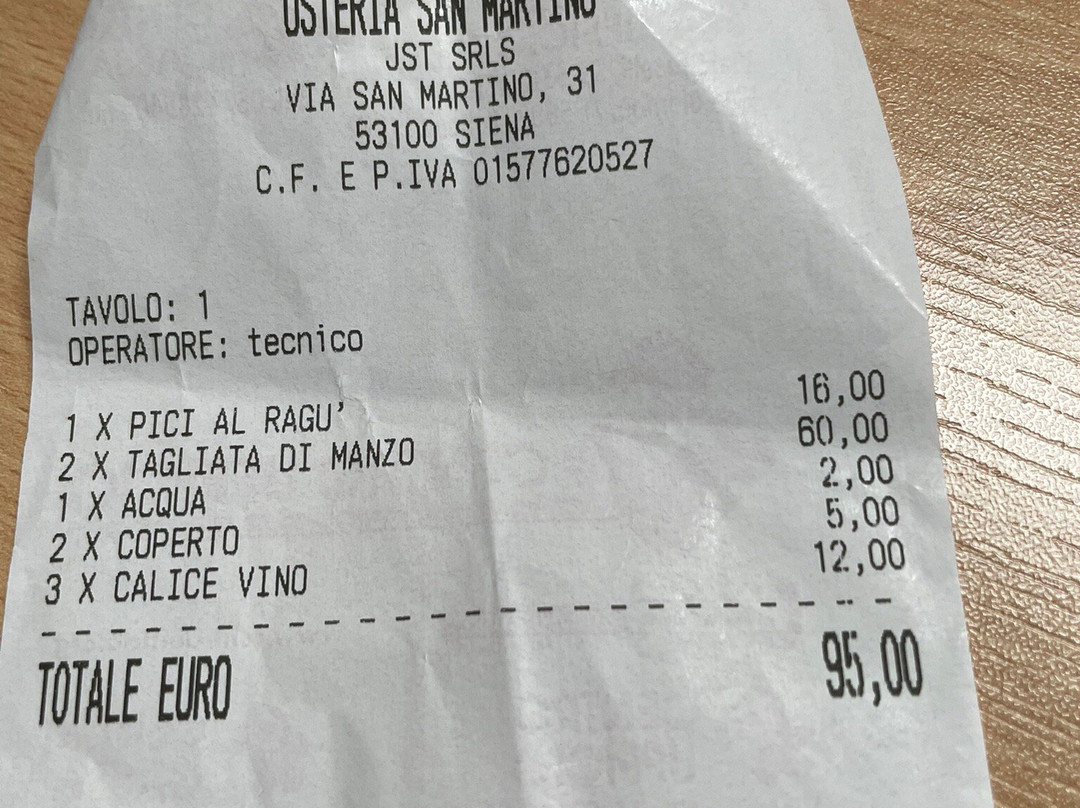 OSTERIA SAN MARTINO
JST SRLS
VIA SAN MARTINO, 31
53100 SIENA
C.F. E P.IVA 01577620527
TAVOLO: 1
OPERATORE: tecnico
1 X PICI AL RAGU' 16,00
2 X TAGLIATA DI MANZO 60,00
1 X ACQUA 2,00
2 X COPERTO 5,00
3 X CALICE VINO 12,00
TOTALE EURO 95,00